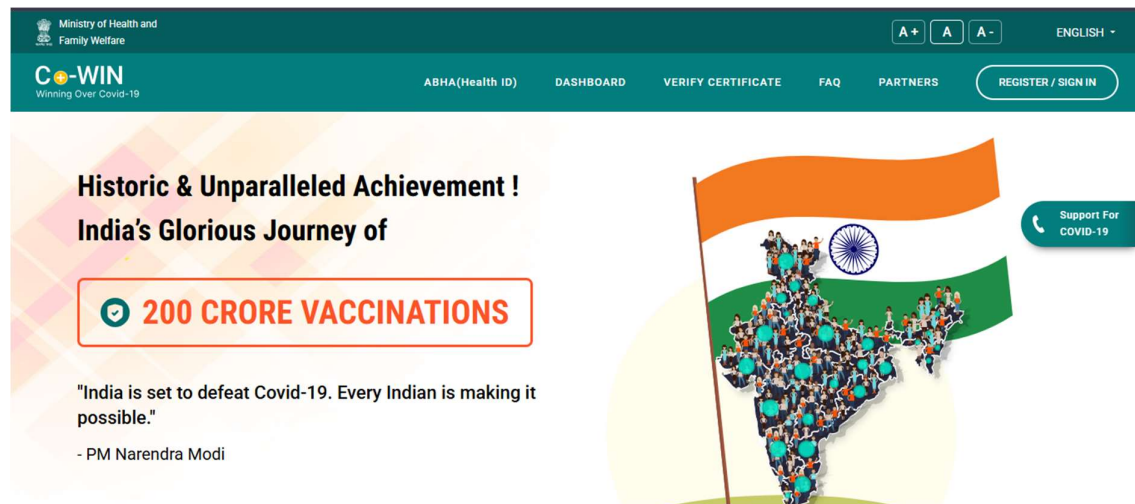 Ministry of Health and
Family Welfare
A+ A A-
ENGLISH
Co-WIN
Winning Over Covid-19
ABHA(Health ID)
DASHBOARD
VERIFY CERTIFICATE
FAQ
PARTNERS
REGISTER / SIGN IN
Historic & Unparalleled Achievement !
India's Glorious Journey of
200 CRORE VACCINATIONS
"India is set to defeat Covid-19. Every Indian is making it
possible."
- PM Narendra Modi
Support For
COVID-19